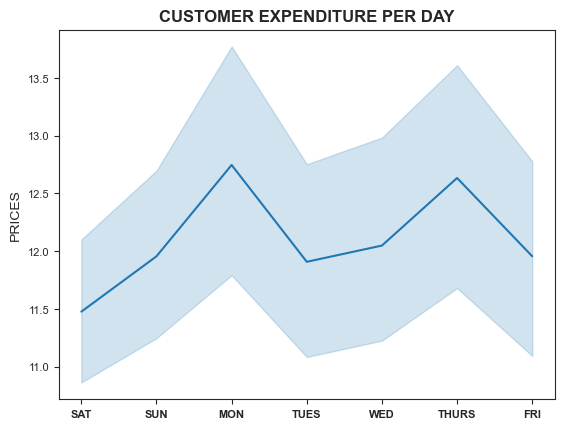 CUSTOMER EXPENDITURE PER DAY
PRICES
13.5
13.0
12.5
12.0
11.5
11.0
SAT SUN MON TUES WED THURS FRI